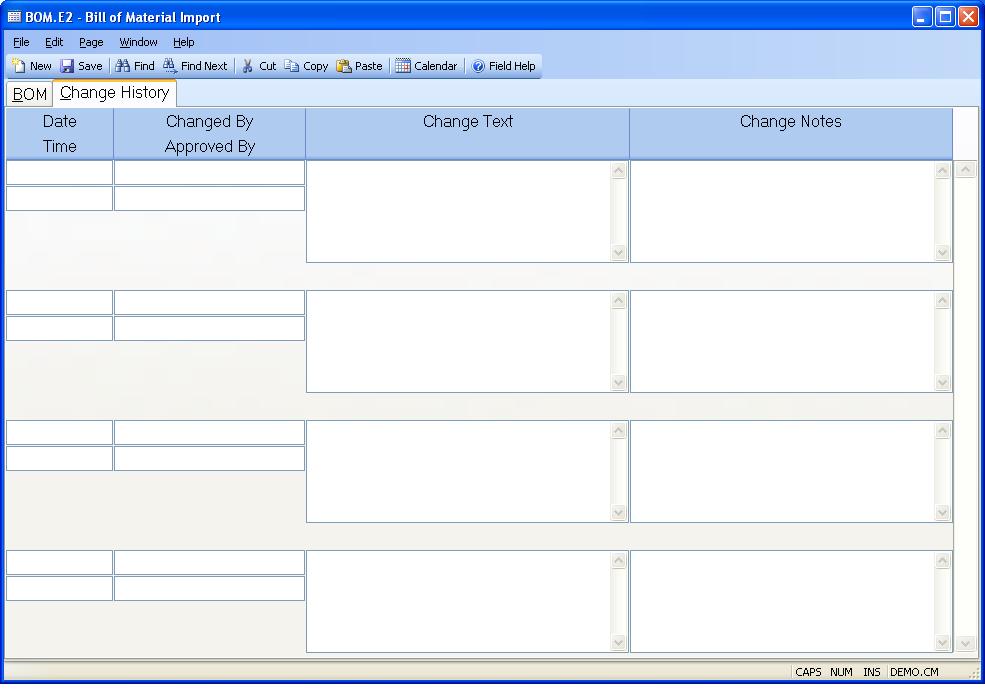 BOM.E2 - Bill of Material Import
File Edit Page Window Help
New Save Find Find Next Cut Copy Paste Calendar Field Help
BOM Change History
Date Changed By Change Text Change Notes
Time Approved By
CAPS NUM INS DEMO.CM